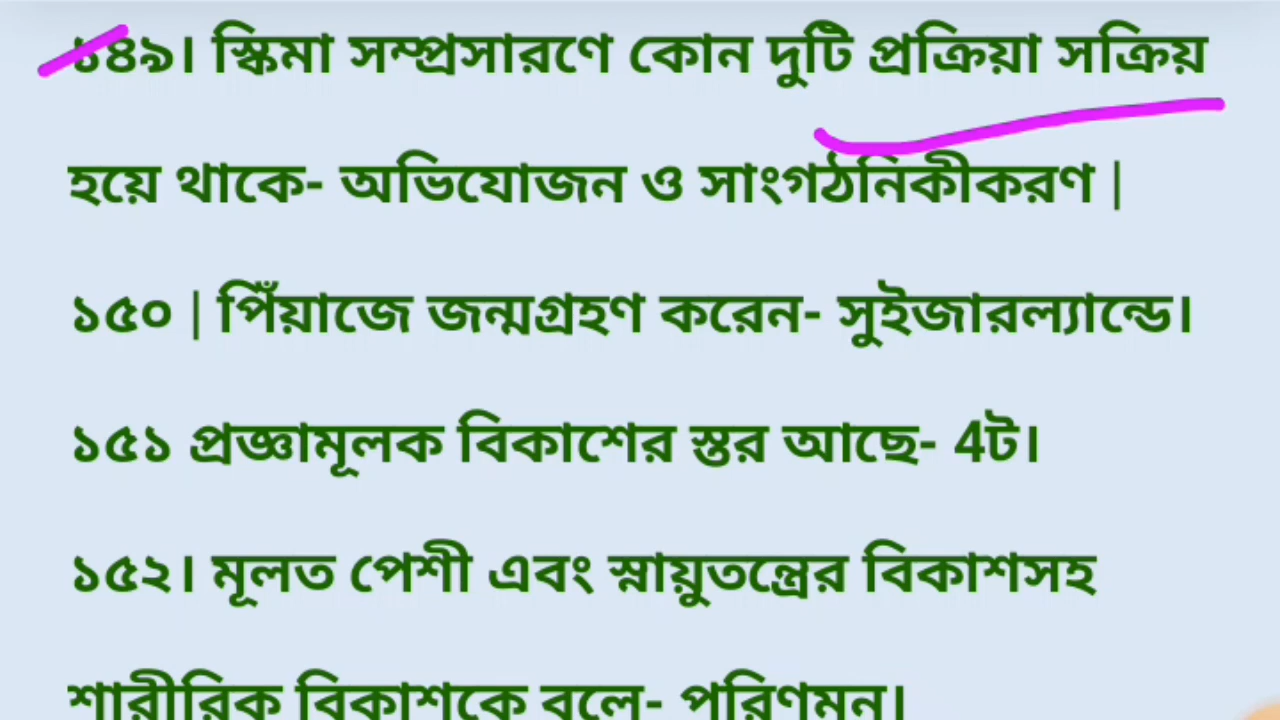 ১৪৯। স্কিমা সম্প্রসারণে কোন দুটি প্রক্রিয়া সক্রিয়
হয়ে থাকে- অভিযোজন ও সাংগঠনিকীকরণ |
১৫০ | পিঁয়াজে জন্মগ্রহণ করেন- সুইজারল্যান্ডে।
১৫১ প্রজ্ঞামূলক বিকাশের স্তর আছে- 4ট।
১৫২। মূলত পেশী এবং স্নায়ুতন্ত্রের বিকাশসহ
শারীরিক বিকাশকে বলে- পরিণমন।